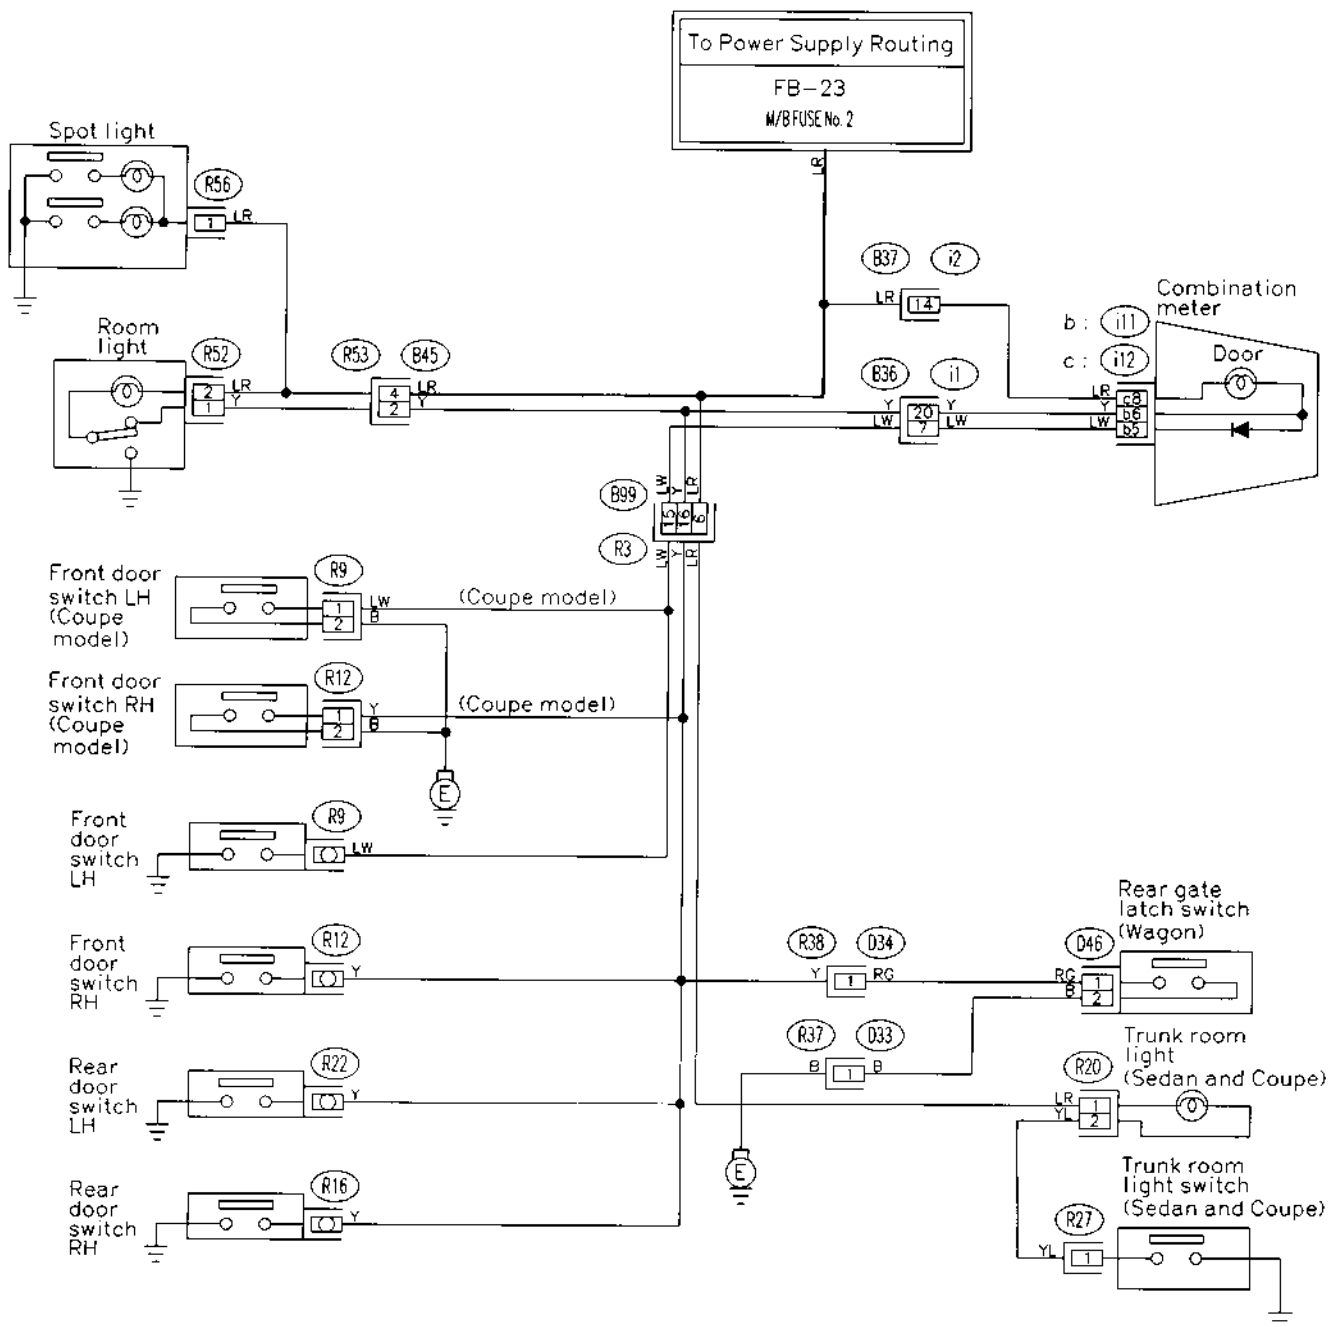 To Power Supply Routing
FB-23
M/B FUSE No. 2
LR
Spot light
R56
1
LR
B37
i2
LR
14
Combination
meter
b : i11
c : i12
Door
Room
light
R52
2
1
LR
Y
R53
B45
4
2
LR
Y
B36
i1
Y
LW
20
7
Y
LW
LR
Y
LW
c8
b6
b5
LW
Y
LR
B99
15
16
6
R3
LW
Y
LR
Front door
switch LH
(Coupe
model)
R9
1
2
LW
B
(Coupe model)
Front door
switch RH
(Coupe
model)
R12
1
2
Y
B
(Coupe model)
E
Front
door
switch
LH
R9
LW
Front
door
switch
RH
R12
Y
R38
D34
Y
1
RG
Rear gate
latch switch
(Wagon)
D46
RG
B
1
2
R37
D33
B
1
B
E
Rear
door
switch
LH
R22
Y
Trunk room
light
(Sedan and Coupe)
R20
LR
YL
1
2
Rear
door
switch
RH
R16
Y
Trunk room
light switch
(Sedan and Coupe)
R27
YL
1